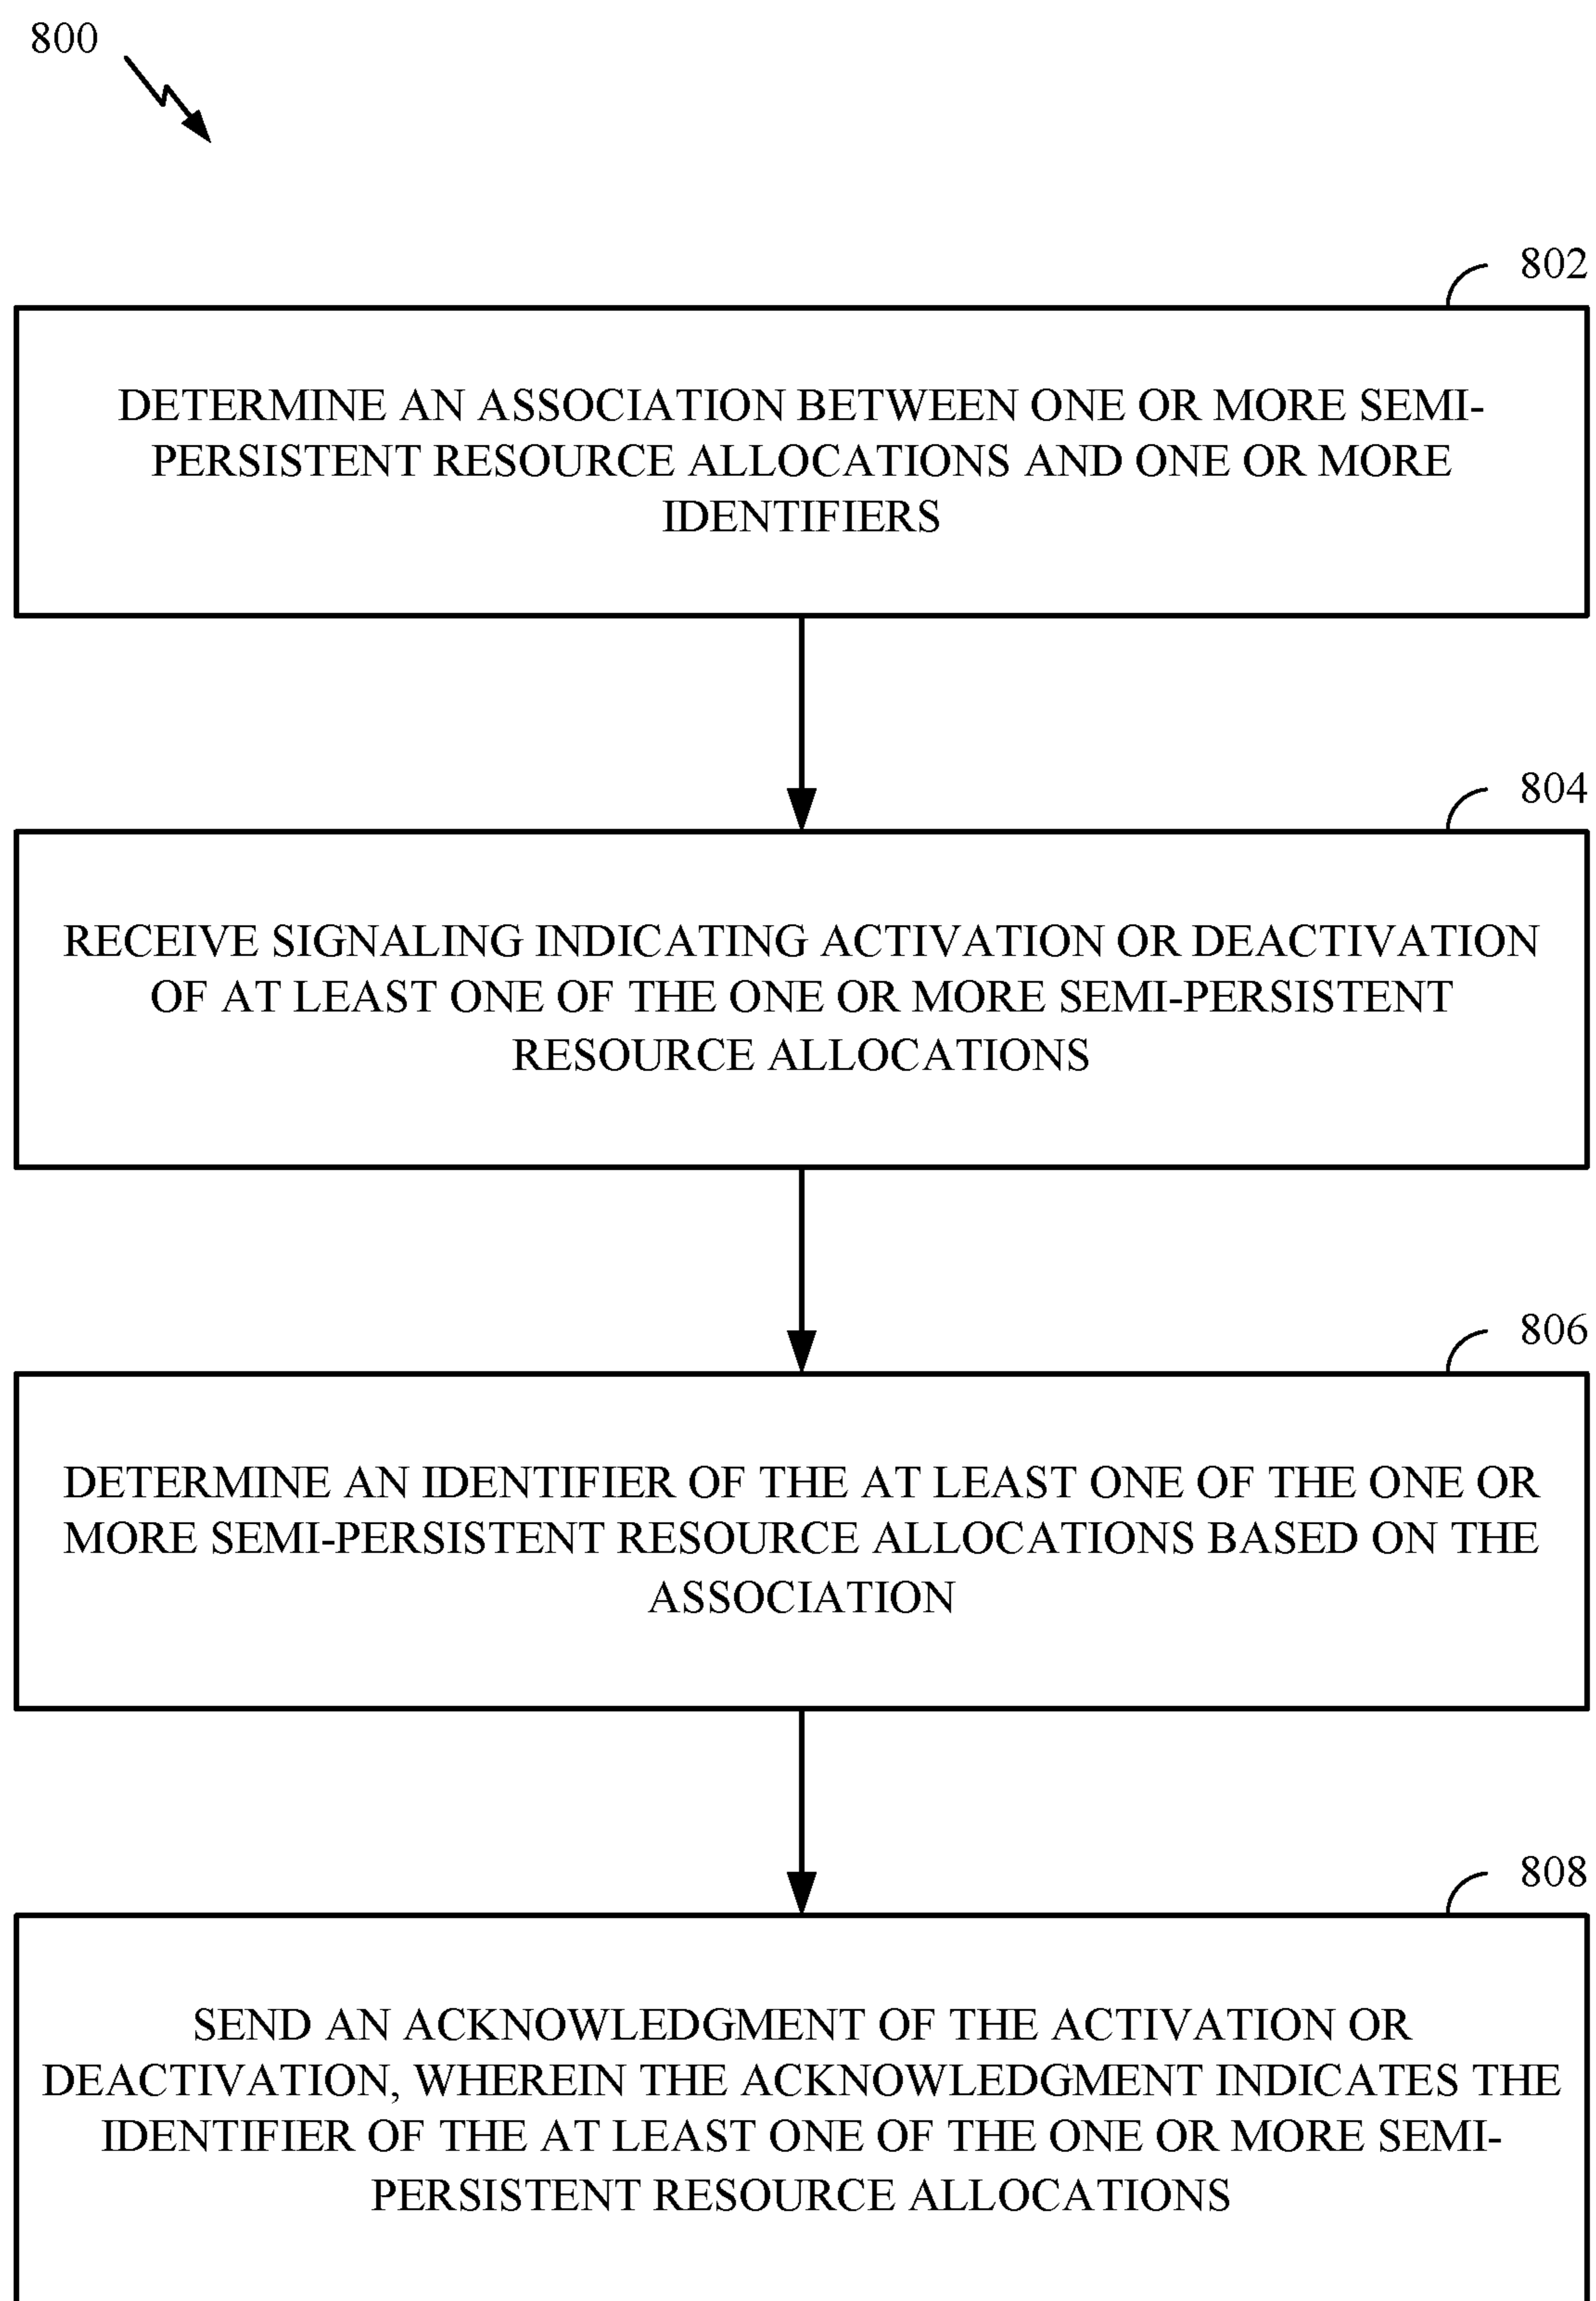 800
802
DETERMINE AN ASSOCIATION BETWEEN ONE OR MORE SEMI-
PERSISTENT RESOURCE ALLOCATIONS AND ONE OR MORE
IDENTIFIERS
804
RECEIVE SIGNALING INDICATING ACTIVATION OR DEACTIVATION
OF AT LEAST ONE OF THE ONE OR MORE SEMI-PERSISTENT
RESOURCE ALLOCATIONS
806
DETERMINE AN IDENTIFIER OF THE AT LEAST ONE OF THE ONE OR
MORE SEMI-PERSISTENT RESOURCE ALLOCATIONS BASED ON THE
ASSOCIATION
808
SEND AN ACKNOWLEDGMENT OF THE ACTIVATION OR
DEACTIVATION, WHEREIN THE ACKNOWLEDGMENT INDICATES THE
IDENTIFIER OF THE AT LEAST ONE OF THE ONE OR MORE SEMI-
PERSISTENT RESOURCE ALLOCATIONS